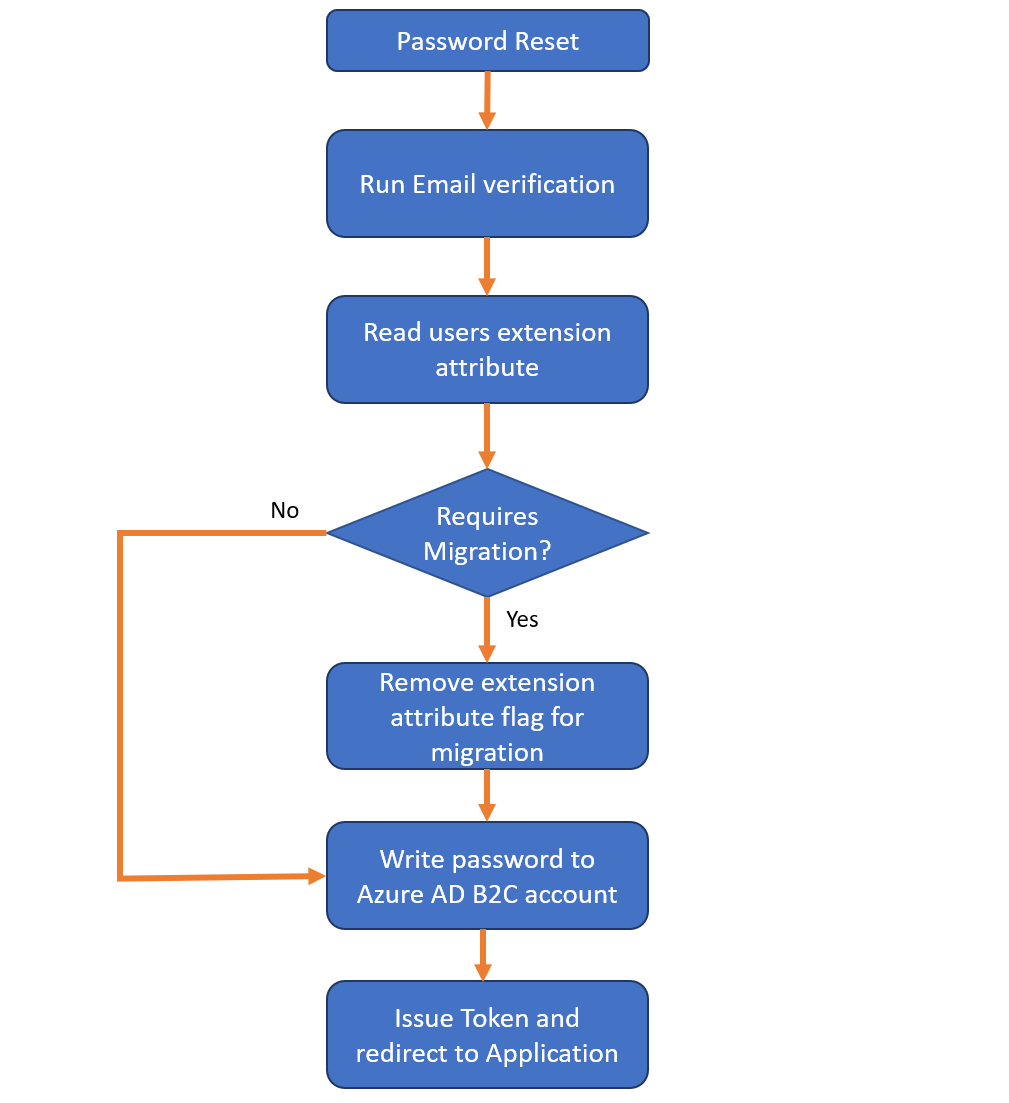 Password Reset
Run Email verification
Read users extension
attribute
No
Requires
Migration?
Yes
Remove extension
attribute flag for
migration
Write password to
Azure AD B2C account
Issue Token and
redirect to Application